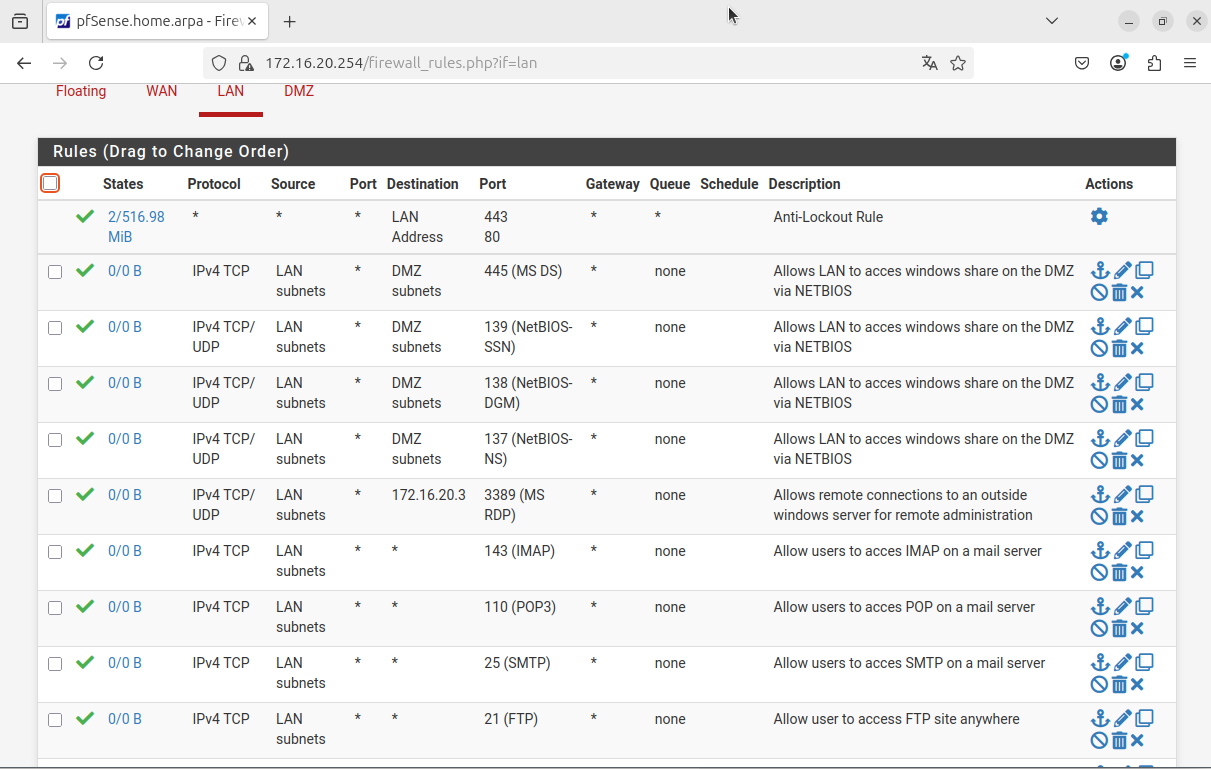 pfSense.home.arpa - Firew
172.16.20.254/firewall_rules.php?if=lan
Floating WAN LAN DMZ
Rules (Drag to Change Order)
States Protocol Source Port Destination Port Gateway Queue Schedule Description Actions
2/516.98 * * * LAN 443 * * Anti-Lockout Rule
MiB Address 80
0/0 B IPv4 TCP LAN * DMZ 445 (MS DS) * none Allows LAN to acces windows share on the DMZ
subnets subnets via NETBIOS
0/0 B IPv4 TCP/ LAN * DMZ 139 (NetBIOS- * none Allows LAN to acces windows share on the DMZ
UDP subnets subnets SSN) via NETBIOS
0/0 B IPv4 TCP/ LAN * DMZ 138 (NetBIOS- * none Allows LAN to acces windows share on the DMZ
UDP subnets subnets DGM) via NETBIOS
0/0 B IPv4 TCP/ LAN * DMZ 137 (NetBIOS- * none Allows LAN to acces windows share on the DMZ
UDP subnets subnets NS) via NETBIOS
0/0 B IPv4 TCP/ LAN * 172.16.20.3 3389 (MS * none Allows remote connections to an outside
UDP subnets RDP) windows server for remote administration
0/0 B IPv4 TCP LAN * * 143 (IMAP) * none Allow users to acces IMAP on a mail server
subnets
0/0 B IPv4 TCP LAN * * 110 (POP3) * none Allow users to acces POP on a mail server
subnets
0/0 B IPv4 TCP LAN * * 25 (SMTP) * none Allow users to acces SMTP on a mail server
subnets
0/0 B IPv4 TCP LAN * * 21 (FTP) * none Allow user to access FTP site anywhere
subnets